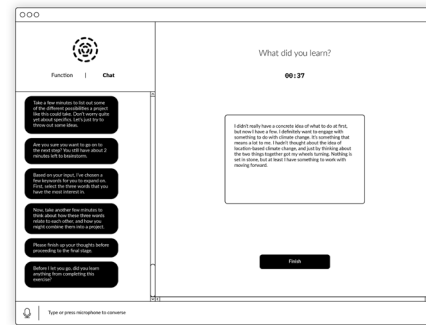 What did you learn?
Function | Chat
00:37
Take a few minutes to list out some
of the different possibilities a project
like this could take. Don't worry quite
yet about specifics. Let's just try to
throw out some ideas.
Are you sure you want to go on to
the next step? You still have about 2
minutes left to brainstorm.
Based on your input, I've chosen a
few keywords for you to expand on.
First, select the three words that you
have the most interest in.
Now, take another few minutes to
think about how these three words
relate to each other, and how you
might combine them into a project.
Please finish up your thoughts before
proceeding to the final stage.
Before I let you go, did you learn
anything from completing this
exercise?
I didn't really have a concrete idea of what to do at first,
but now I have a few. I definitely want to engage with
something to do with climate change. It's something that
means a lot to me. I hadn't thought about the idea of
location-based climate change, and just by thinking about
the two things together got my wheels turning. Nothing is
set in stone, but at least I have something to work with
moving forward.
Finish
Type or press microphone to converse